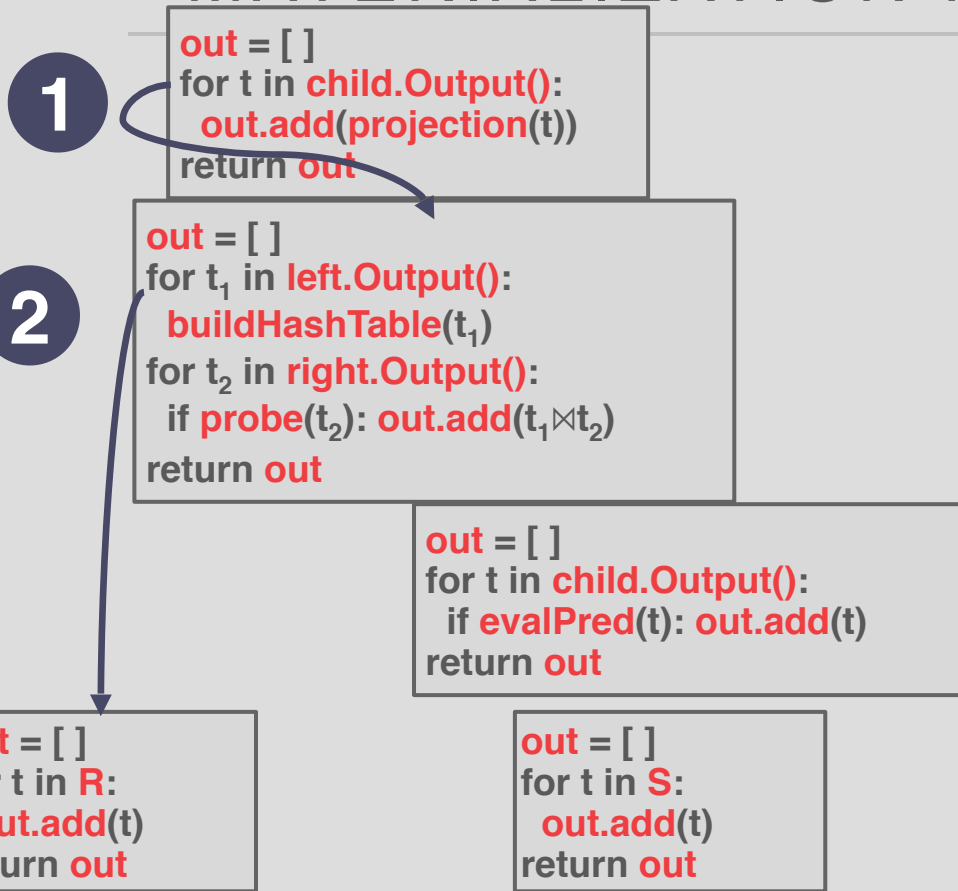 1
out = [ ]
for t in child.Output():
out.add(projection(t))
return out
2
out = [ ]
for t₁ in left.Output():
buildHashTable(t₁)
for t₂ in right.Output():
if probe(t₂): out.add(t₁⨝t₂)
return out
out = [ ]
for t in child.Output():
if evalPred(t): out.add(t)
return out
t = [ ]
t in R:
ut.add(t)
urn out
out = [ ]
for t in S:
out.add(t)
return out